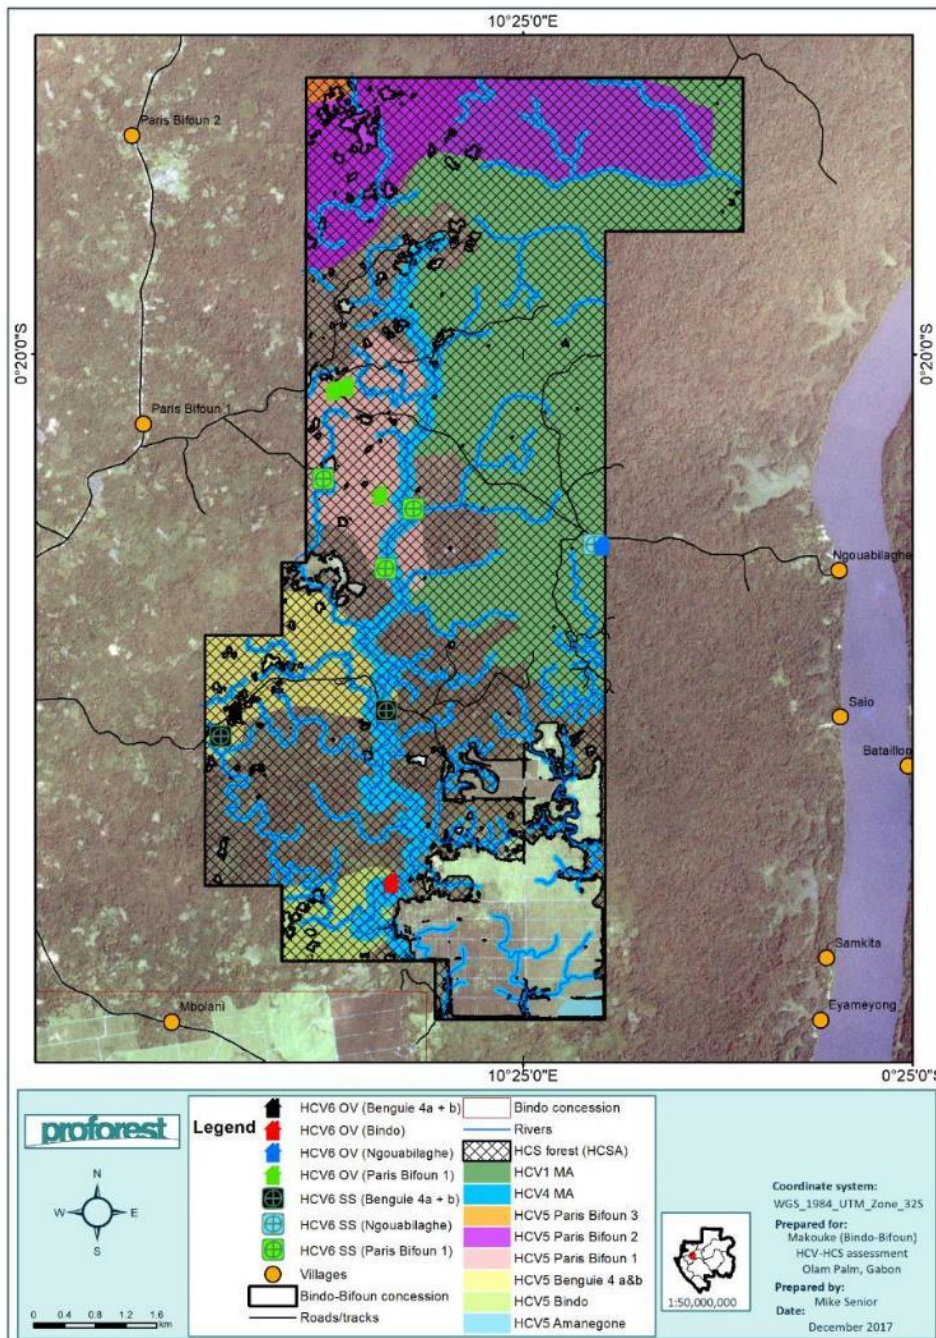 10°25'0"E
Paris Bifoun 2
0°20'0"S
0°20'0"S
Paris Bifoun 1
Ngouabilaghe
Saio
Bataillon
Samkita
Mbolani
Eyameyong
10°25'0"E
0°25'0"S
proforest
Legend
HCV6 OV (Benguie 4a + b)
HCV6 OV (Bindo)
HCV6 OV (Ngouabilaghe)
HCV6 OV (Paris Bifoun 1)
HCV6 SS (Benguie 4a + b)
HCV6 SS (Ngouabilaghe)
HCV6 SS (Paris Bifoun 1)
Villages
Bindo-Bifoun concession
Roads/tracks
Bindo concession
Rivers
HCS forest (HCSA)
HCV1 MA
HCV4 MA
HCV5 Paris Bifoun 3
HCV5 Paris Bifoun 2
HCV5 Paris Bifoun 1
HCV5 Benguie 4 a&b
HCV5 Bindo
HCV5 Amanegone
N
W
E
S
0 0.4 0.8 1.2 1.6
km
1:50,000,000
Coordinate system:
WGS_1984_UTM_Zone_32S
Prepared for:
Makouke (Bindo-Bifoun)
HCV-HCS assessment
Olam Palm, Gabon
Prepared by:
Mike Senior
Date:
December 2017